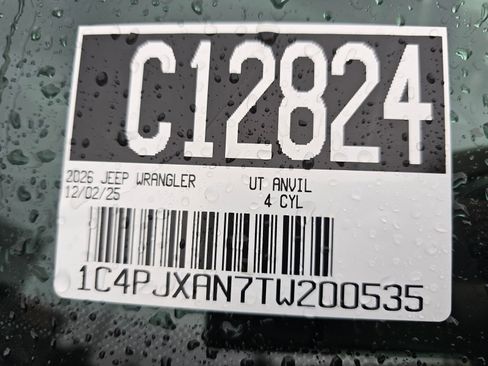 C12824
2026 JEEP WRANGLER UT ANVIL
12/02/25 4 CYL
1C4PJXAN7TW200535